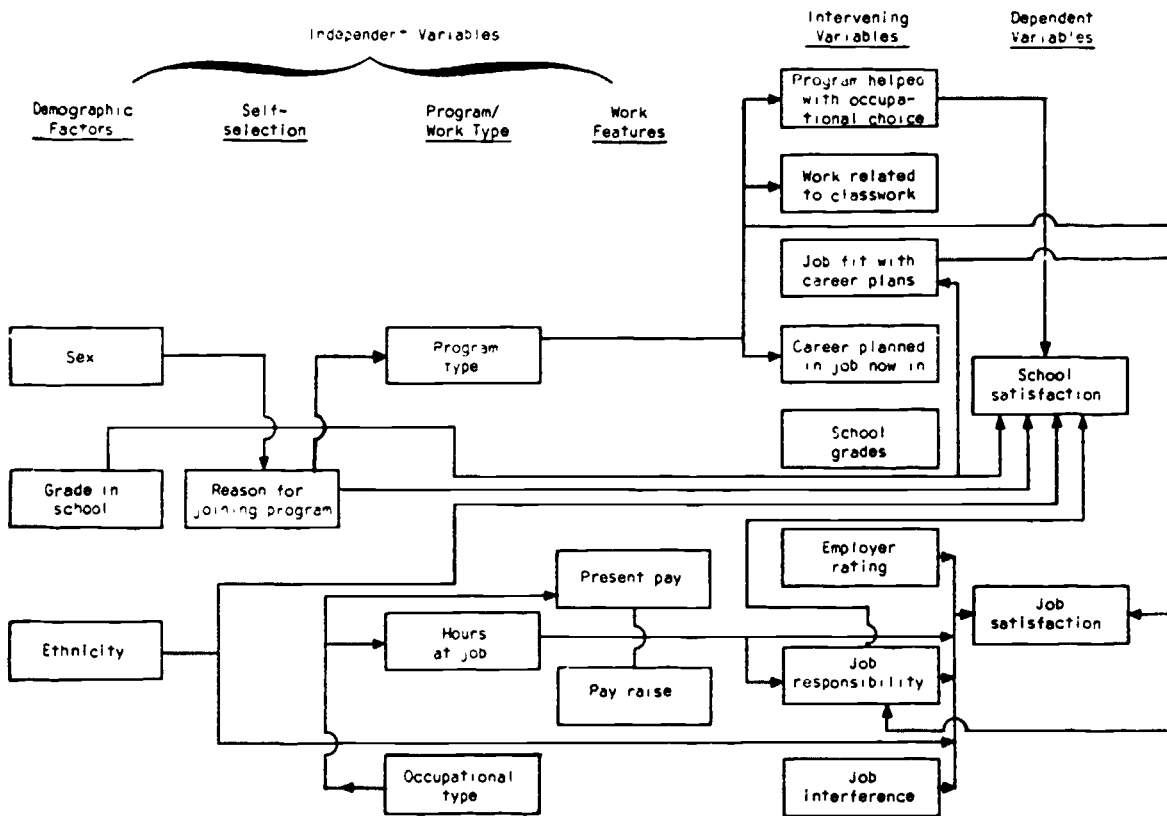 Independent Variables
Intervening
Variables
Dependent
Variables
Demographic
Factors
Self-
selection
Program/
Work Type
Work
Features
Program helped
with occupa-
tional choice
Work related
to classwork
Job fit with
career plans
Sex
Program
type
Career planned
in job now in
School
satisfaction
School
grades
Grade in
school
Reason for
joining program
Employer
rating
Present pay
Job
satisfaction
Ethnicity
Hours
at job
Job
responsibility
Pay raise
Occupational
type
Job
interference